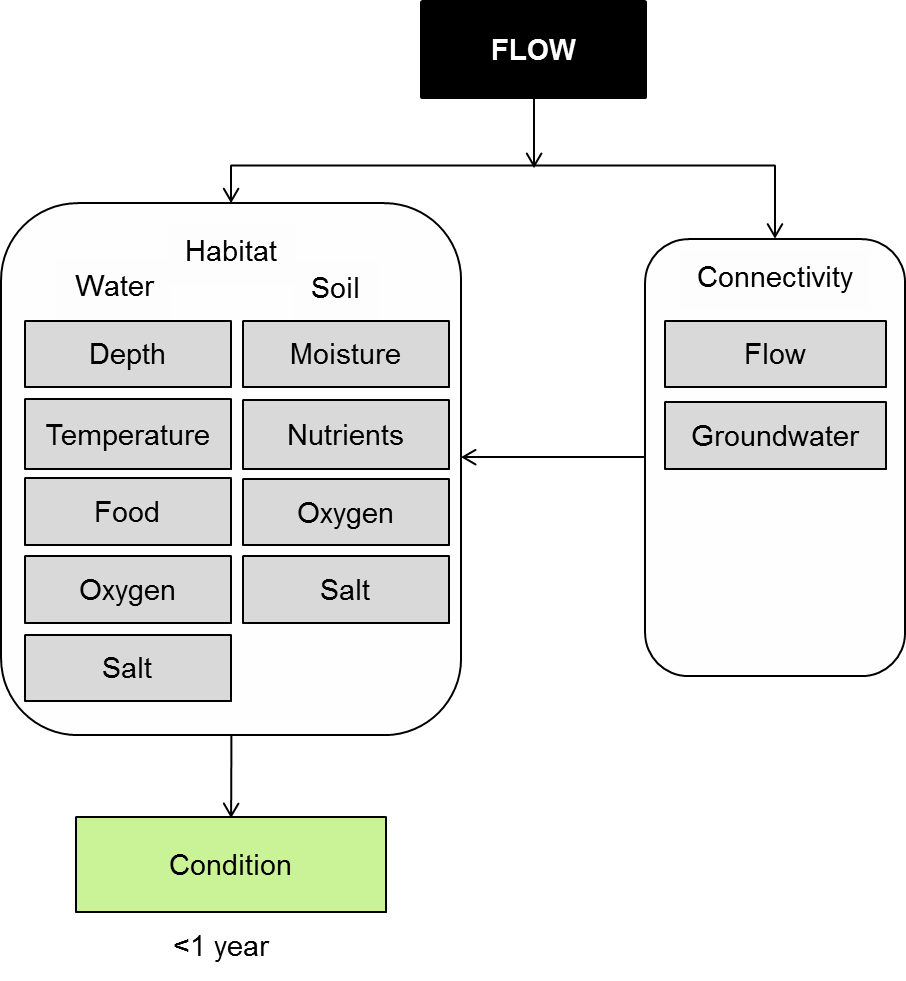 FLOW
Habitat
Water
Soil
Depth
Moisture
Temperature
Nutrients
Food
Oxygen
Oxygen
Salt
Salt
Connectivity
Flow
Groundwater
Condition
<1 year